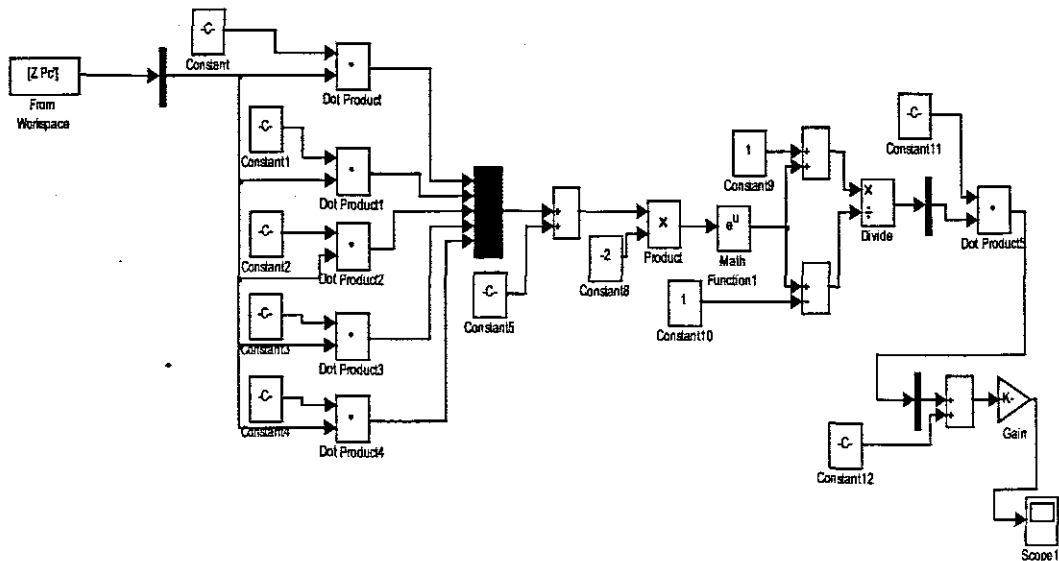 -C-
Constant
[Z Pc']
From
Workspace
Dot Product
-C-
Constant1
Dot Product1
-C-
Constant2
Dot Product2
-C-
Constant3
Dot Product3
-C-
Constant4
Dot Product4
+
+
-C-
Constant5
-2
Constant8
x
Product
e^u
Math
Function1
1
Constant9
+
+
1
Constant10
+
-
x
÷
Divide
-C-
Constant11
Dot Product5
-C-
Constant12
+
+
K-
Gain
Scope1